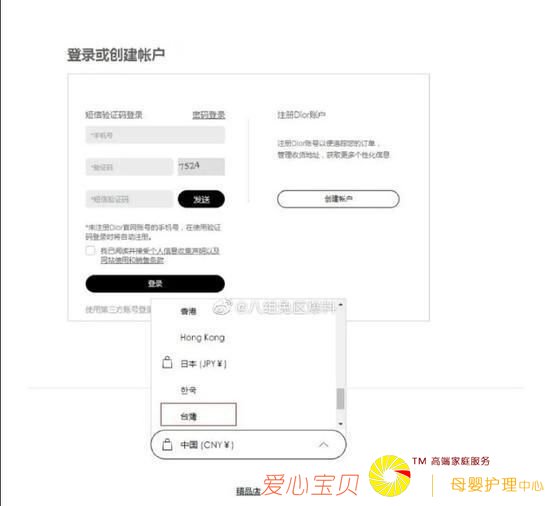 登录或创建帐户
短信验证码登录
密码登录
*手机号
*验证码
7524
*短信验证码
发送
*未注册Dior官网账号的手机号，在使用验证
码登录时将自动注册。
我已阅读并接受个人信息收集声明以及
网站使用和销售条款
登录
使用第三方账号登录
注册Dior账户
注册Dior账号以便追踪您的订单，
管理收货地址，获取更多个性化信息
创建帐户
香港
@八组兔区爆料
Hong Kong
日本 (JPY ¥)
한국
台灣
中国 (CNY ¥)
精品店
爱心宝贝
TM 高端家庭服务
母婴护理中心